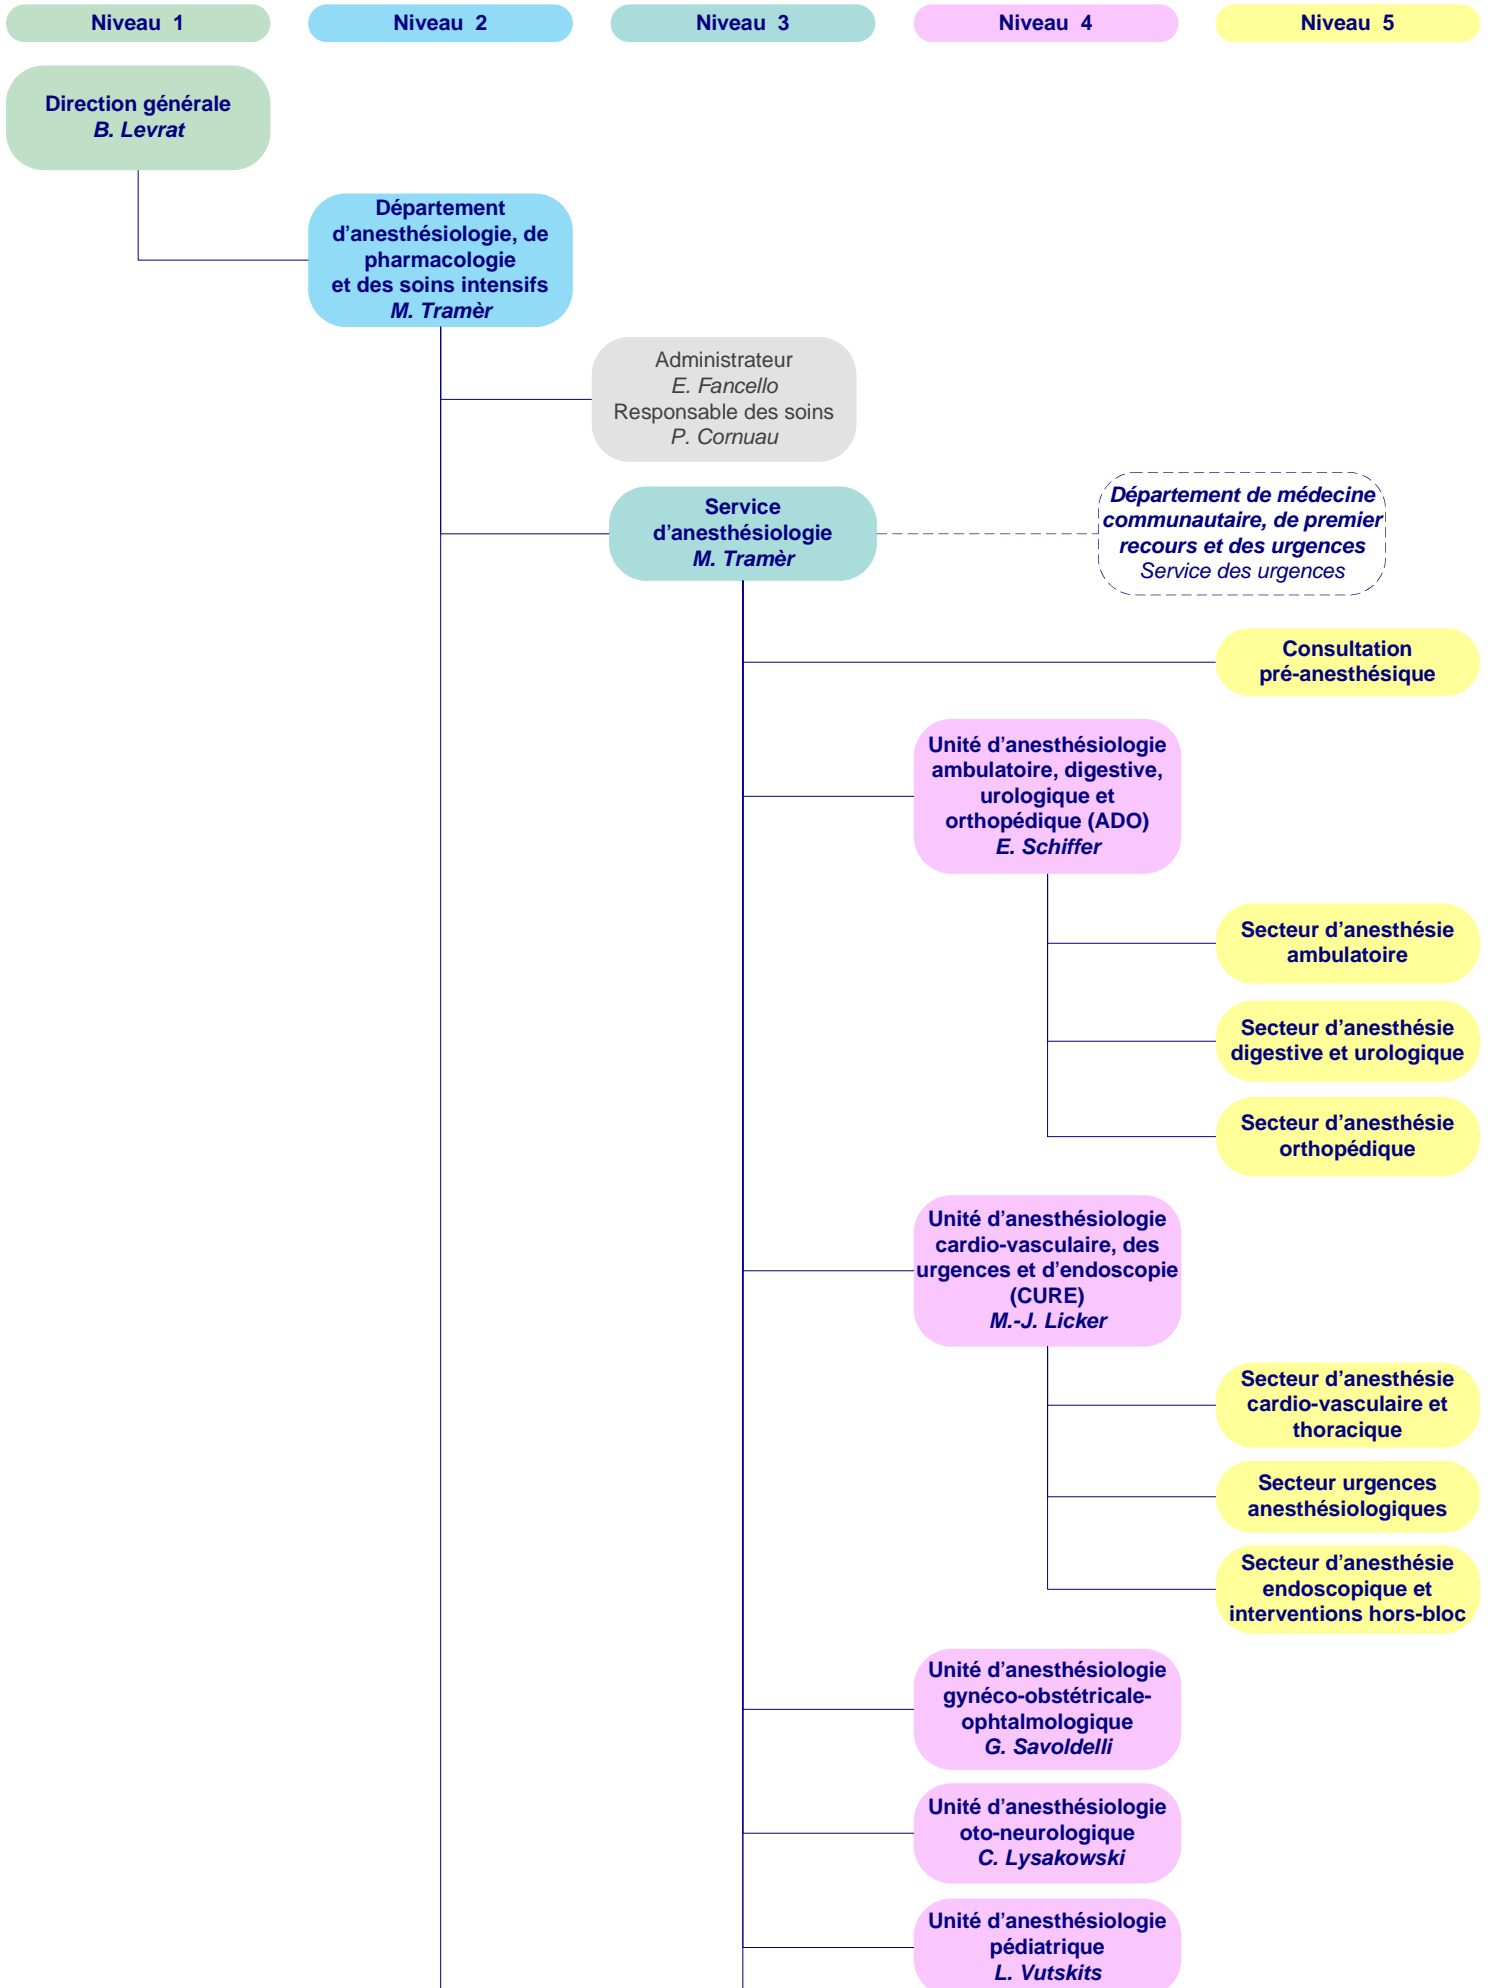 Niveau 1
Niveau 2
Niveau 3
Niveau 4
Niveau 5
Direction générale
B. Levrat
Département
d’anesthésiologie, de
pharmacologie
et des soins intensifs
M. Tramèr
Administrateur
E. Fancello
Responsable des soins
P. Cornuau
Service
d’anesthésiologie
M. Tramèr
Département de médecine
communautaire, de premier
recours et des urgences
Service des urgences
Consultation
pré-anesthésique
Unité d’anesthésiologie
ambulatoire, digestive,
urologique et
orthopédique (ADO)
E. Schiffer
Secteur d’anesthésie
ambulatoire
Secteur d’anesthésie
digestive et urologique
Secteur d’anesthésie
orthopédique
Unité d’anesthésiologie
cardio-vasculaire, des
urgences et d’endoscopie
(CURE)
M.-J. Licker
Secteur d’anesthésie
cardio-vasculaire et
thoracique
Secteur urgences
anesthésiologiques
Secteur d’anesthésie
endoscopique et
interventions hors-bloc
Unité d’anesthésiologie
gynéco-obstétricale-
ophtalmologique
G. Savoldelli
Unité d’anesthésiologie
oto-neurologique
C. Lysakowski
Unité d’anesthésiologie
pédiatrique
L. Vutskits